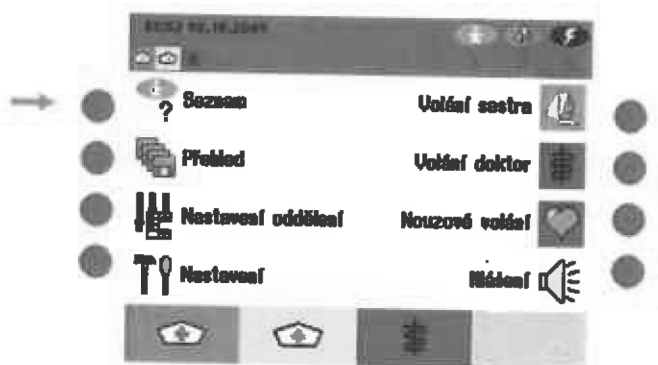 Seznam
Volání sestra
Přehled
Volání doktor
Nastavení oddělení
Nouzové volání
Nastavení
Hlášení